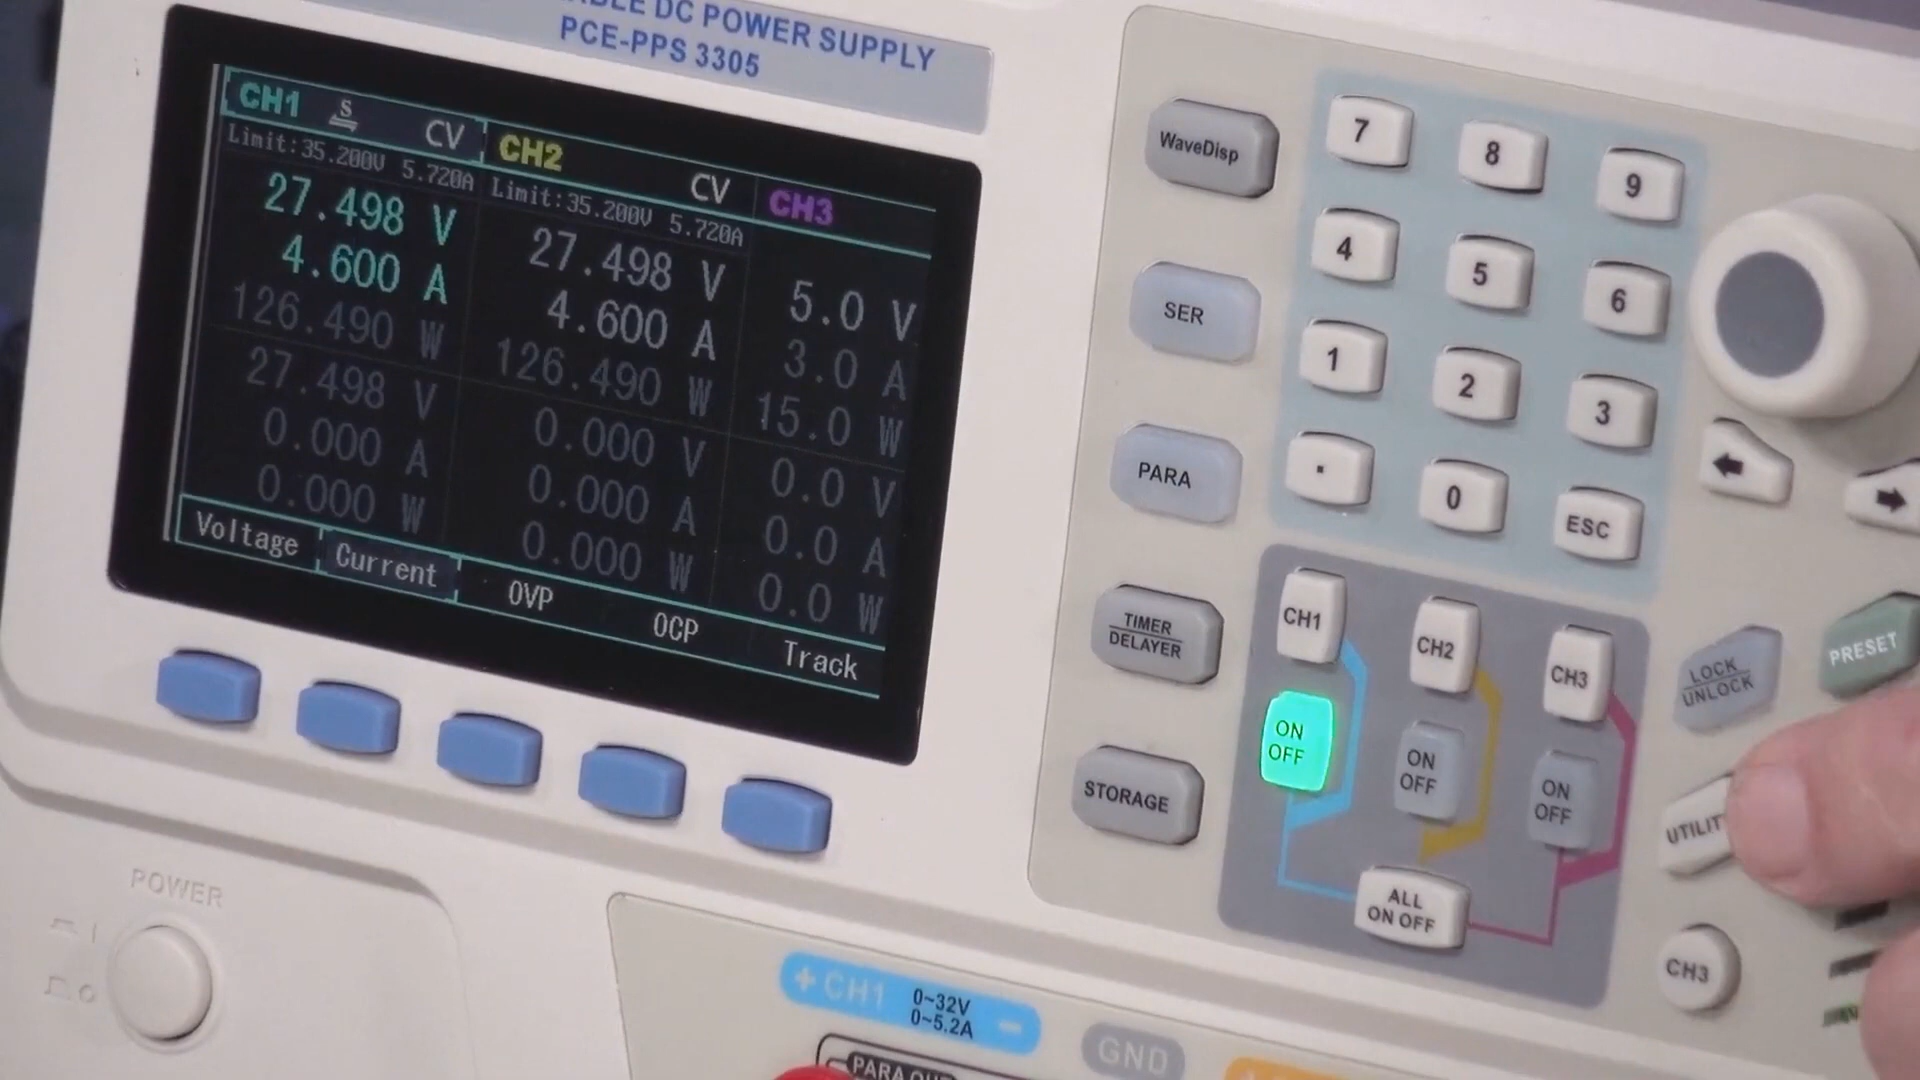 DC POWER SUPPLY
PCE-PPS 3305
CH1 S CV
Limit:35.200V 5.720A
27.498 V
4.600 A
126.490 W
27.498 V
0.000 A
0.000 W
CH2 CV
Limit:35.200V 5.720A
27.498 V
4.600 A
126.490 W
0.000 V
0.000 A
0.000 W
CH3
5.0 V
3.0 A
15.0 W
0.0 V
0.0 A
0.0 W
Voltage Current OVP OCP Track
POWER
WaveDisp
SER
PARA
TIMER
DELAYER
STORAGE
7 8 9
4 5 6
1 2 3
. 0 ESC
CH1 CH2 CH3
ON
OFF
ON
OFF
ON
OFF
ALL
ON OFF
LOCK
UNLOCK
PRESET
CH3
+ CH1 0~32V
0~5.2A -
GND